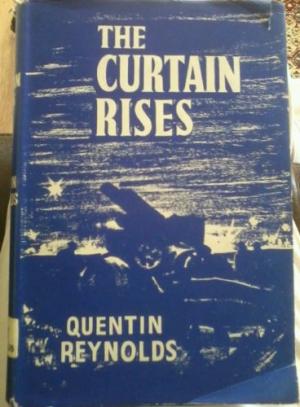 THE
CURTAIN
RISES
QUENTIN
REYNOLDS